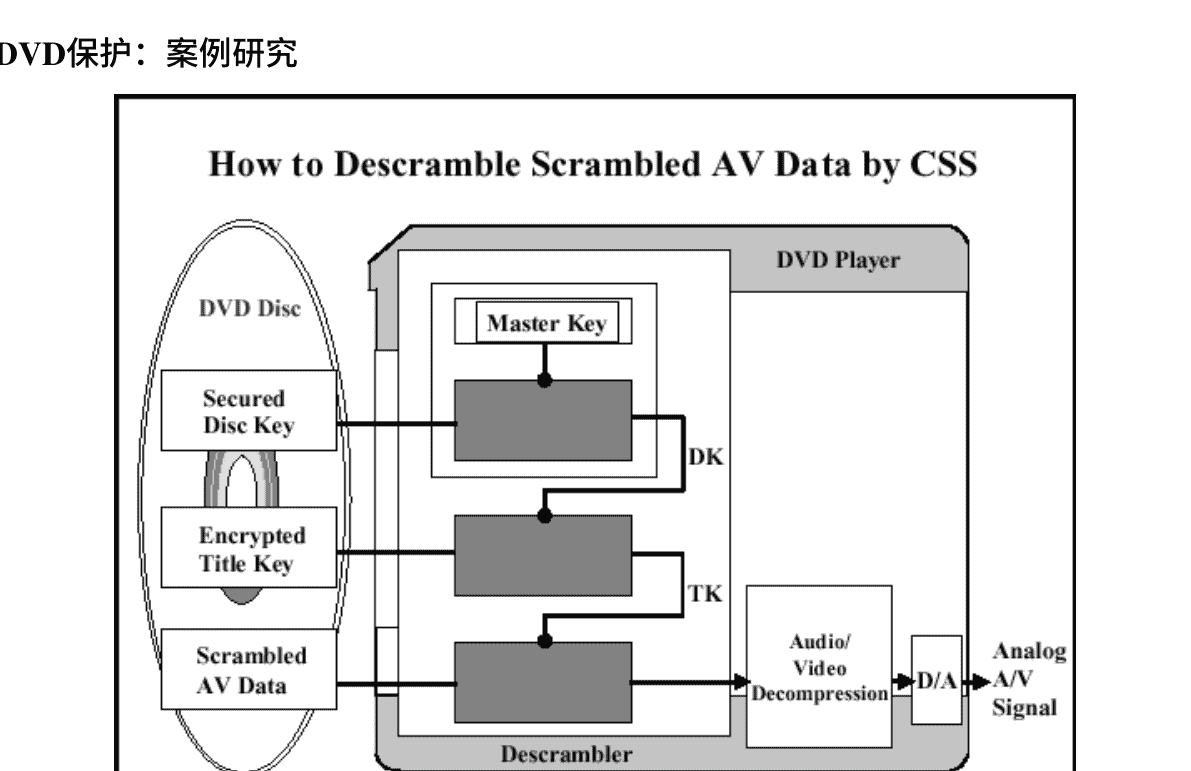 DVD保护：案例研究
How to Descramble Scrambled AV Data by CSS
DVD Player
DVD Disc
Master Key
Secured
Disc Key
DK
Encrypted
Title Key
TK
Scrambled
AV Data
Audio/
Video
Decompression
D/A
Analog
A/V
Signal
Descrambler